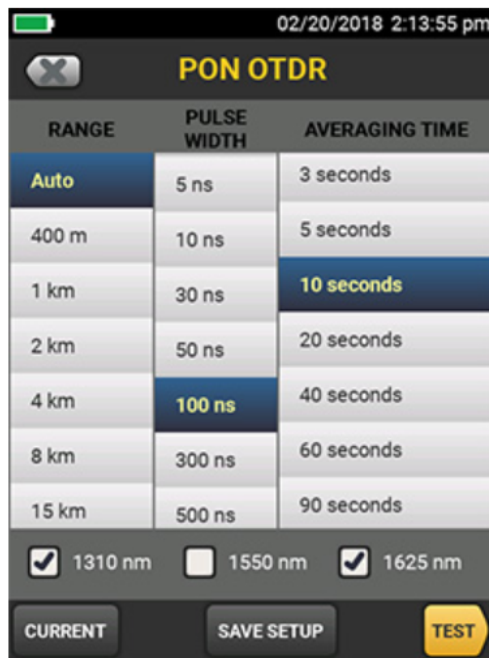 02/20/2018 2:13:55 pm
PON OTDR
RANGE
PULSE
WIDTH
AVERAGING TIME
Auto
400 m
1 km
2 km
4 km
8 km
15 km
5 ns
10 ns
30 ns
50 ns
100 ns
300 ns
500 ns
3 seconds
5 seconds
10 seconds
20 seconds
40 seconds
60 seconds
90 seconds
1310 nm 1550 nm 1625 nm
CURRENT SAVE SETUP TEST